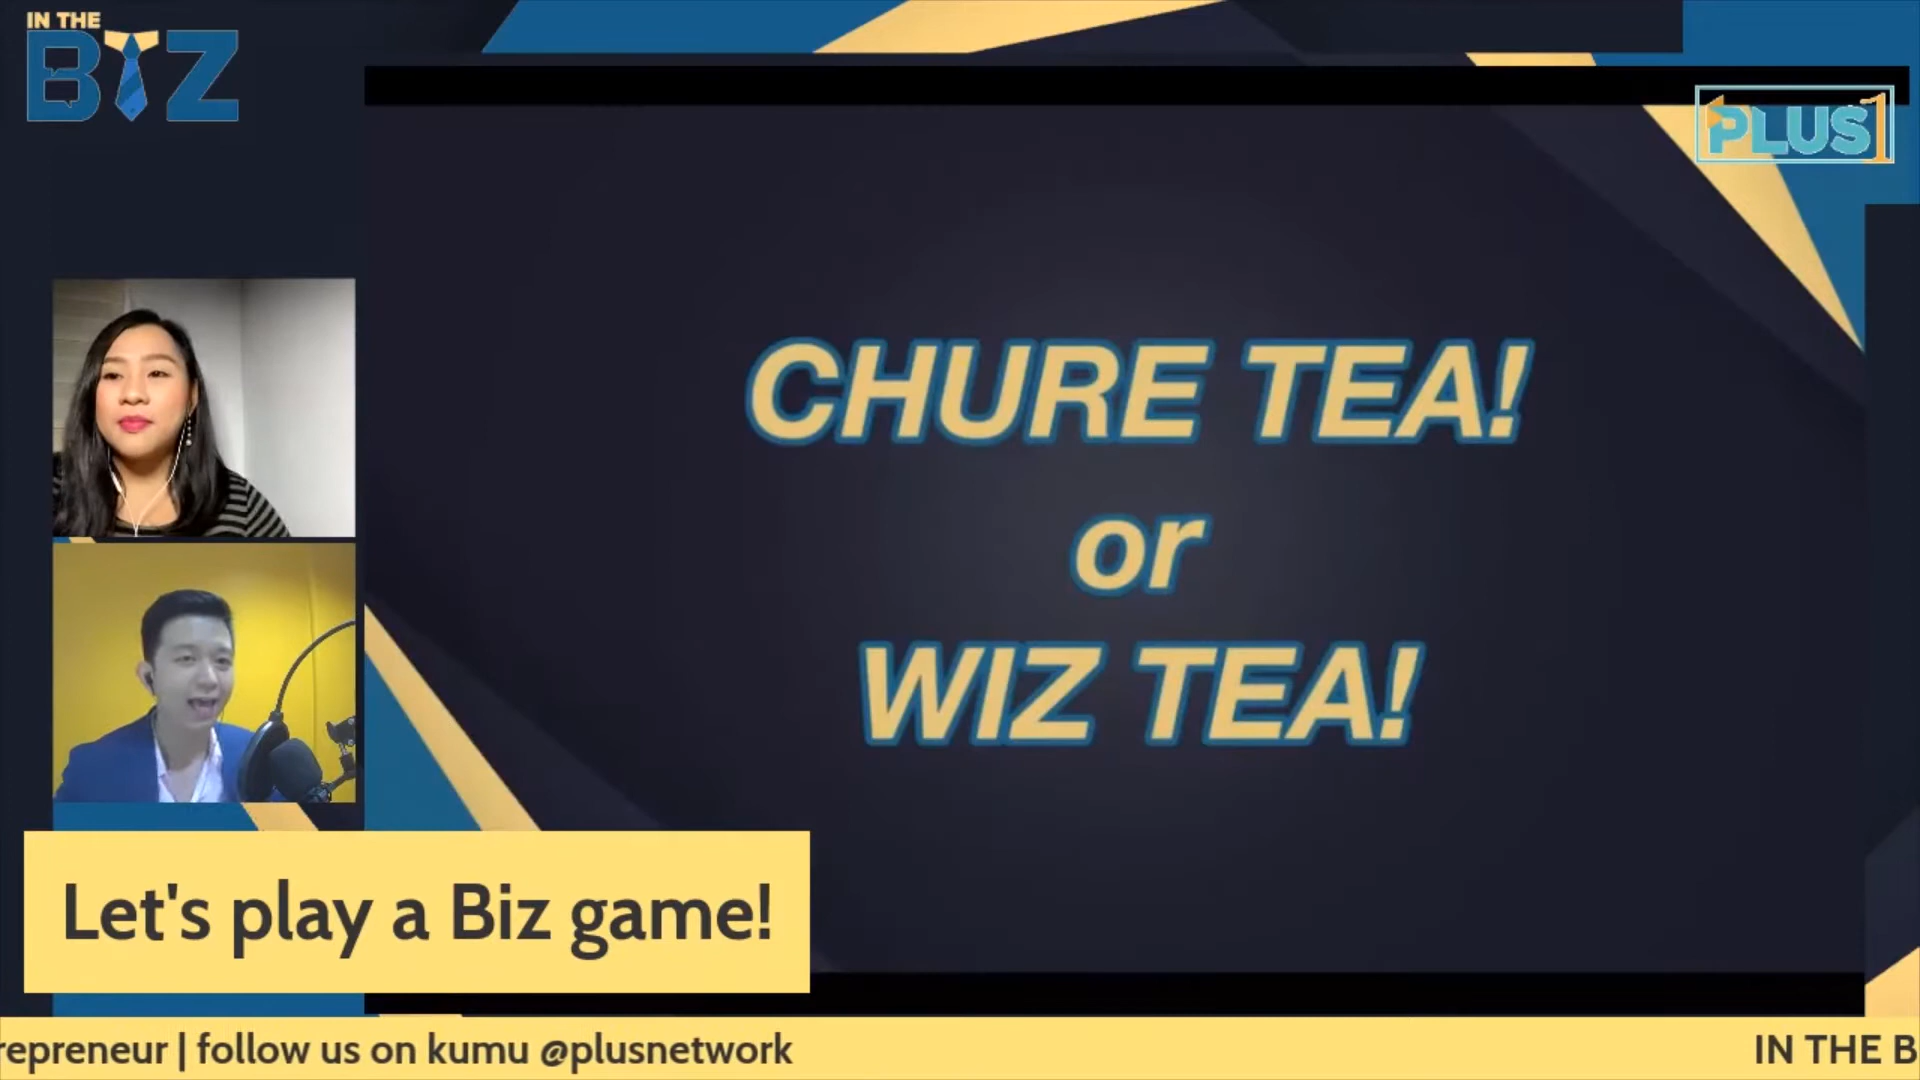 IN THE
BIZ
PLUS1
CHURE TEA!
or
WIZ TEA!
Let's play a Biz game!
repreneur | follow us on kumu @plusnetwork
IN THE B